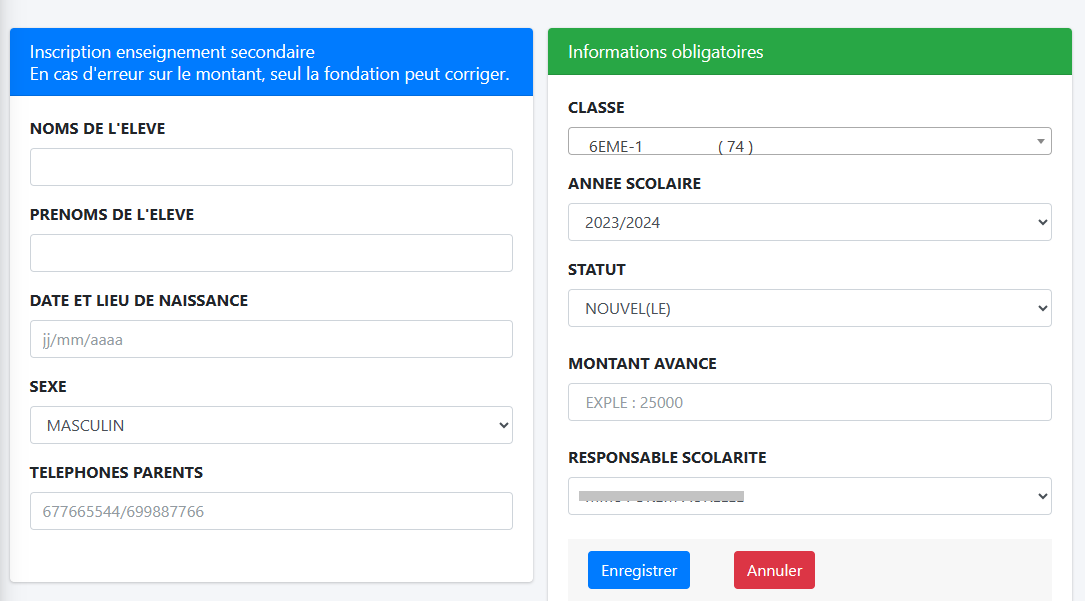 Inscription enseignement secondaire
En cas d'erreur sur le montant, seul la fondation peut corriger.
NOMS DE L'ELEVE
PRENOMS DE L'ELEVE
DATE ET LIEU DE NAISSANCE
jj/mm/aaaa
SEXE
MASCULIN
TELEPHONES PARENTS
677665544/699887766
Informations obligatoires
CLASSE
6EME-1 ( 74 )
ANNEE SCOLAIRE
2023/2024
STATUT
NOUVEL(LE)
MONTANT AVANCE
EXPLE : 25000
RESPONSABLE SCOLARITE
Enregistrer Annuler